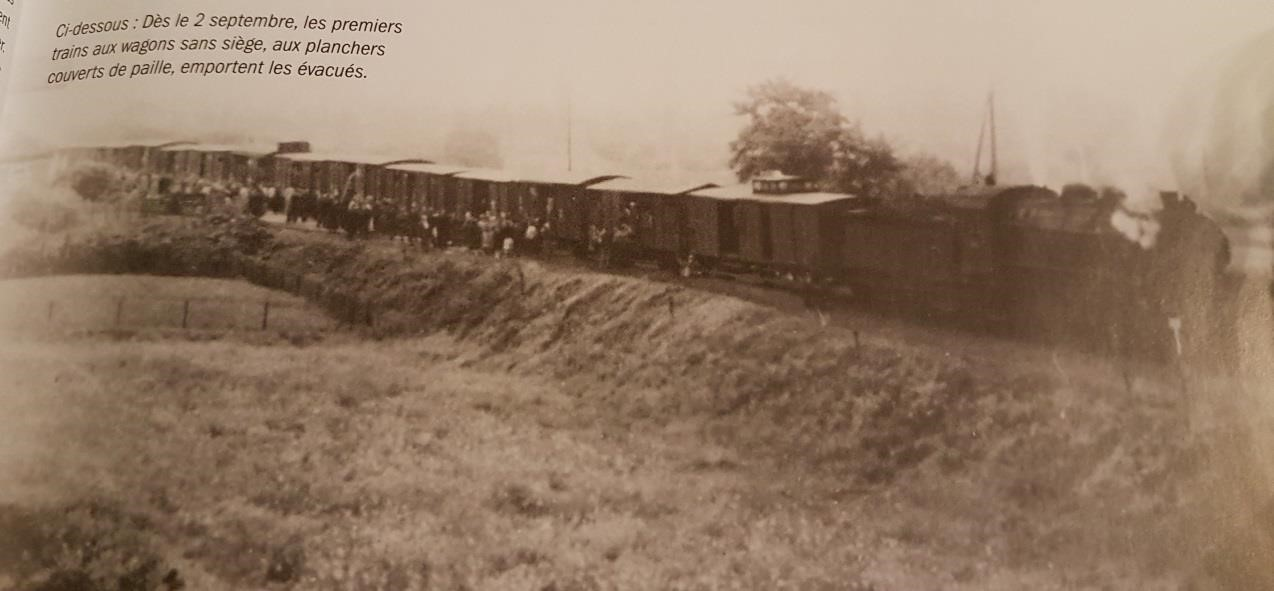 Ci-dessous : Dès le 2 septembre, les premiers
trains aux wagons sans siège, aux planchers
couverts de paille, emportent les évacués.